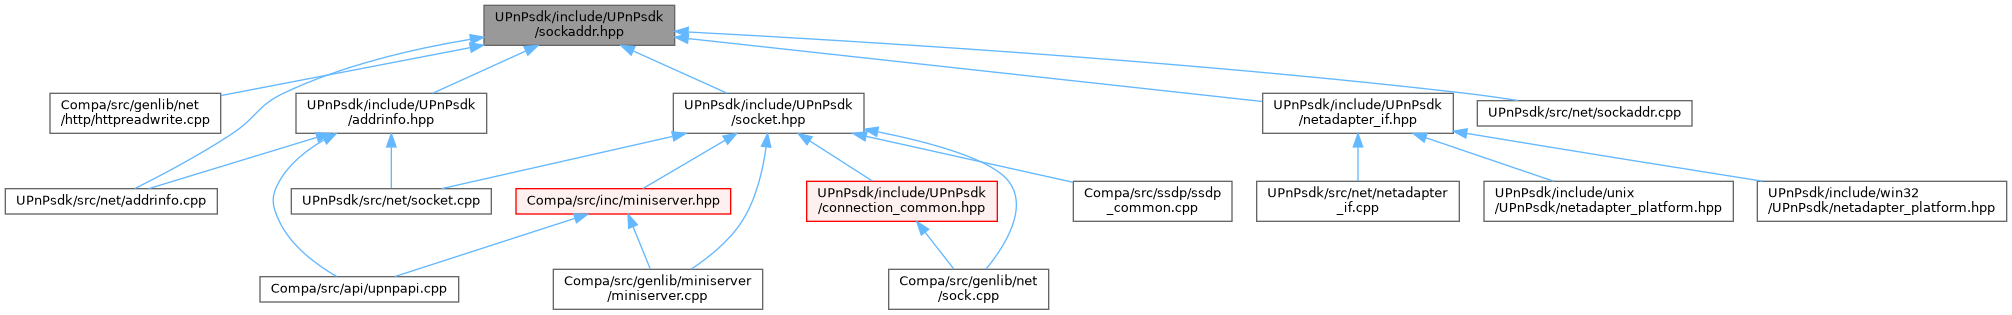 UPnPsdk/include/UPnPsdk
/sockaddr.hpp
Compa/src/genlib/net
/http/httpreadwrite.cpp
UPnPsdk/include/UPnPsdk
/addrinfo.hpp
UPnPsdk/include/UPnPsdk
/socket.hpp
UPnPsdk/include/UPnPsdk
/netadapter_if.hpp
UPnPsdk/src/net/sockaddr.cpp
UPnPsdk/src/net/addrinfo.cpp
UPnPsdk/src/net/socket.cpp
Compa/src/inc/miniserver.hpp
UPnPsdk/include/UPnPsdk
/connection_common.hpp
Compa/src/ssdp/ssdp
_common.cpp
UPnPsdk/src/net/netadapter
_if.cpp
UPnPsdk/include/unix
/UPnPsdk/netadapter_platform.hpp
UPnPsdk/include/win32
/UPnPsdk/netadapter_platform.hpp
Compa/src/api/upnpapi.cpp
Compa/src/genlib/miniserver
/miniserver.cpp
Compa/src/genlib/net
/sock.cpp